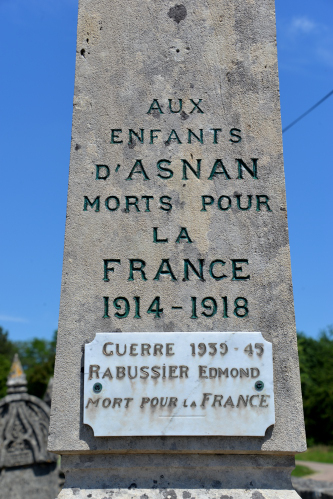 AUX
ENFANTS
D'ASNAN
MORTS POUR
LA
FRANCE
1914-1918
GUERRE 1939-45
RABUSSIER EDMOND
MORT POUR LA FRANCE